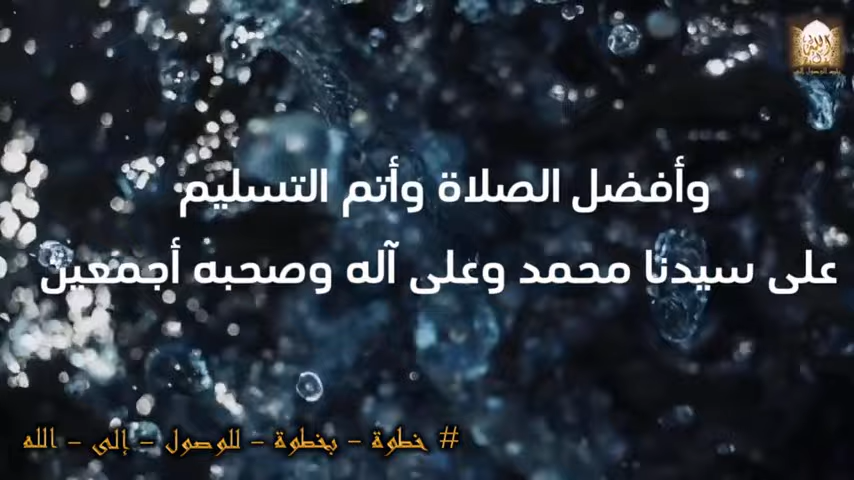 وأفضل الصلاة وأتم التسليم
على سيدنا محمد وعلى آله وصحبه أجمعين
# خطوة - بخطوة - للوصول - إلى - الله